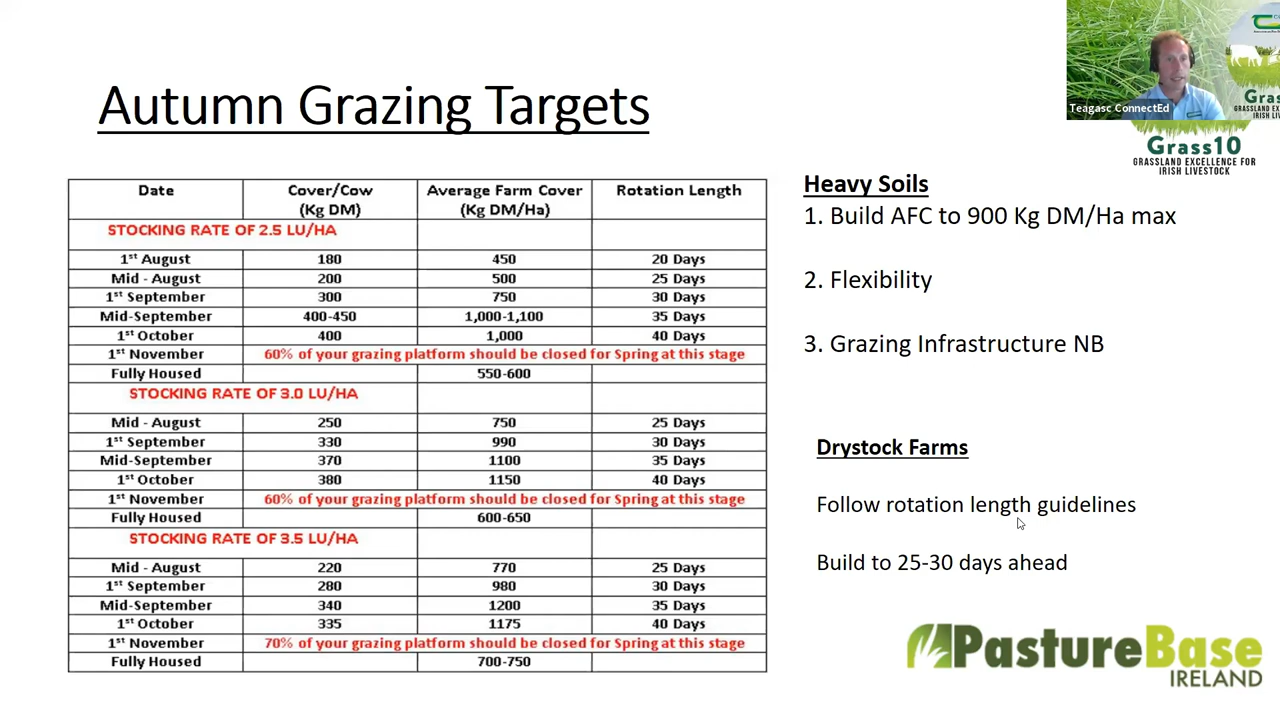 Autumn Grazing Targets
Teagasc ConnectEd
Grass10
GRASSLAND EXCELLENCE FOR
IRISH LIVESTOCK
Date Cover/Cow (Kg DM) Average Farm Cover (Kg DM/Ha) Rotation Length
STOCKING RATE OF 2.5 LU/HA
1st August 180 450 20 Days
Mid - August 200 500 25 Days
1st September 300 750 30 Days
Mid-September 400-450 1,000-1,100 35 Days
1st October 400 1,000 40 Days
1st November 60% of your grazing platform should be closed for Spring at this stage
Fully Housed 550-600
STOCKING RATE OF 3.0 LU/HA
Mid - August 250 750 25 Days
1st September 330 990 30 Days
Mid-September 370 1100 35 Days
1st October 380 1150 40 Days
1st November 60% of your grazing platform should be closed for Spring at this stage
Fully Housed 600-650
STOCKING RATE OF 3.5 LU/HA
Mid - August 220 770 25 Days
1st September 280 980 30 Days
Mid-September 340 1200 35 Days
1st October 335 1175 40 Days
1st November 70% of your grazing platform should be closed for Spring at this stage
Fully Housed 700-750
Heavy Soils
1. Build AFC to 900 Kg DM/Ha max
2. Flexibility
3. Grazing Infrastructure NB
Drystock Farms
Follow rotation length guidelines
Build to 25-30 days ahead
PastureBase
IRELAND